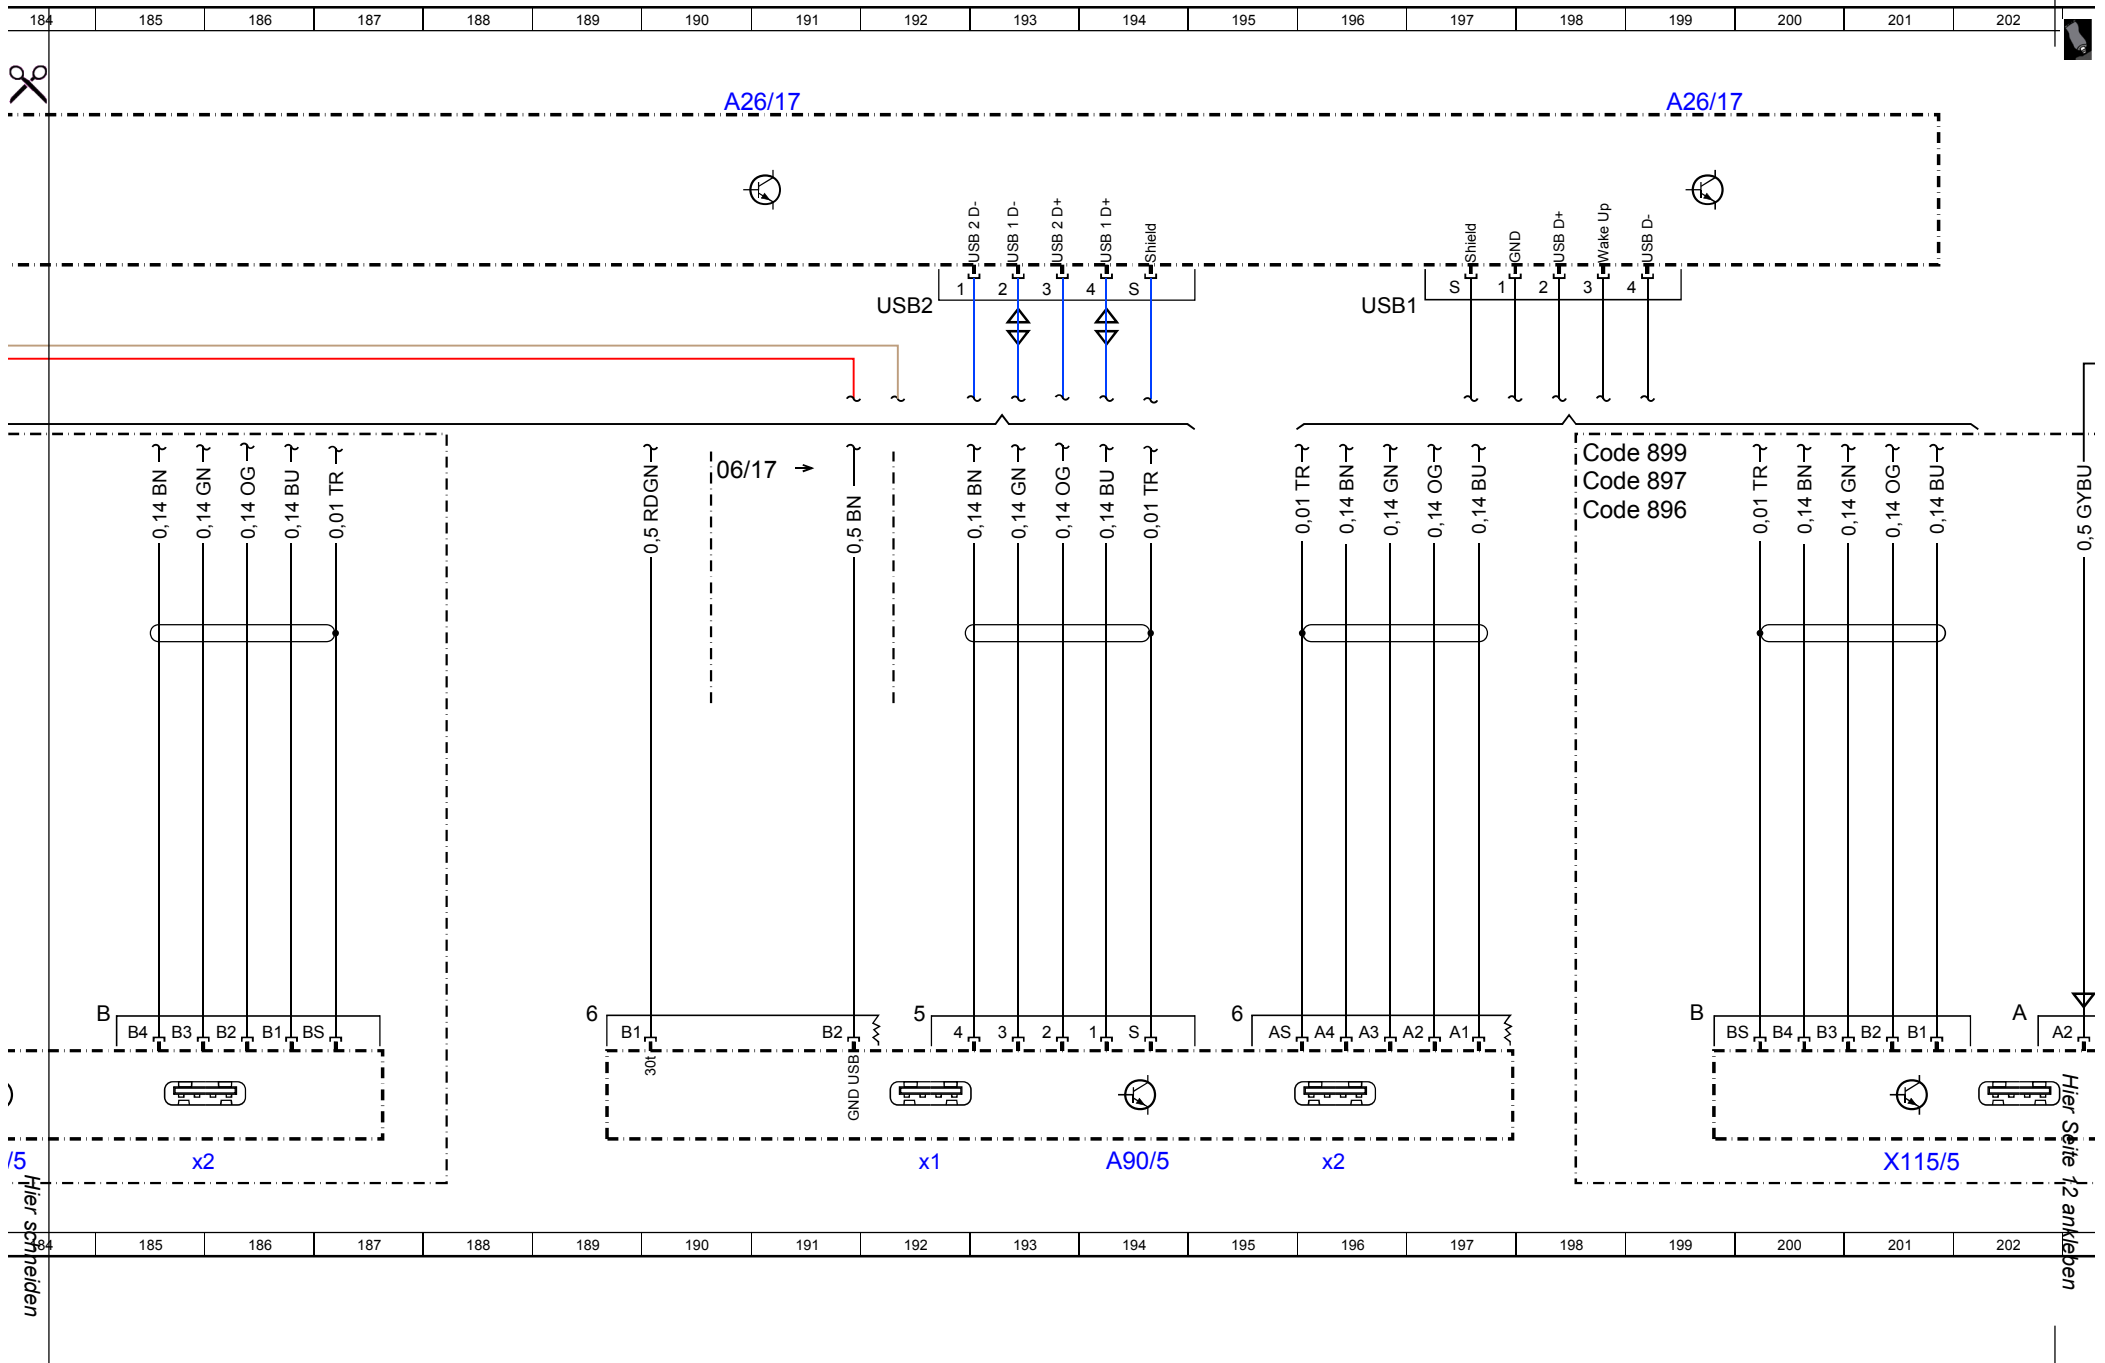 184 185 186 187 188 189 190 191 192 193 194 195 196 197 198 199 200 201 202
A26/17 A26/17
USB 2 D- USB 1 D- USB 2 D+ USB 1 D+ Shield Shield GND USB D+ Wake Up USB D-
1 2 3 4 S S 1 2 3 4
USB2 USB1
Code 899
06/17
Code 897
Code 896
0,14 BN 0,14 GN 0,14 OG 0,14 BU 0,01 TR 0,5 RDGN 0,5 BN 0,14 BN 0,14 GN 0,14 OG 0,14 BU 0,01 TR 0,01 TR 0,14 BN 0,14 GN 0,14 OG 0,14 BU 0,01 TR 0,14 BN 0,14 GN 0,14 OG 0,14 BU 0,5 GYBU
B 6 5 6 B A
B4 B3 B2 B1 BS B1 B2 4 3 2 1 S AS A4 A3 A2 A1 BS B4 B3 B2 B1 A2
30t GND USB
/5 x2 x1 A90/5 x2 X115/5
Hier schneiden
Hier Seite 12 ankleben
184 185 186 187 188 189 190 191 192 193 194 195 196 197 198 199 200 201 202